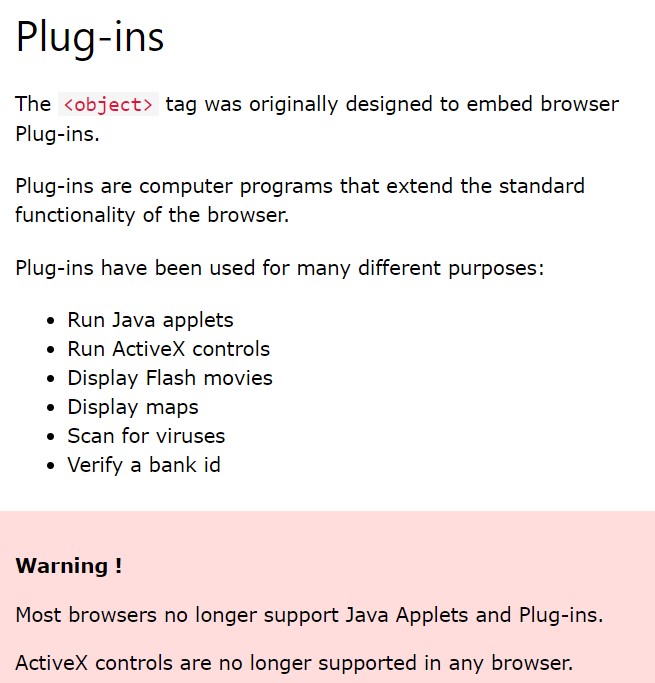 Plug-ins
The <object> tag was originally designed to embed browser
Plug-ins.
Plug-ins are computer programs that extend the standard
functionality of the browser.
Plug-ins have been used for many different purposes:
• Run Java applets
• Run ActiveX controls
• Display Flash movies
• Display maps
• Scan for viruses
• Verify a bank id
Warning !
Most browsers no longer support Java Applets and Plug-ins.
ActiveX controls are no longer supported in any browser.